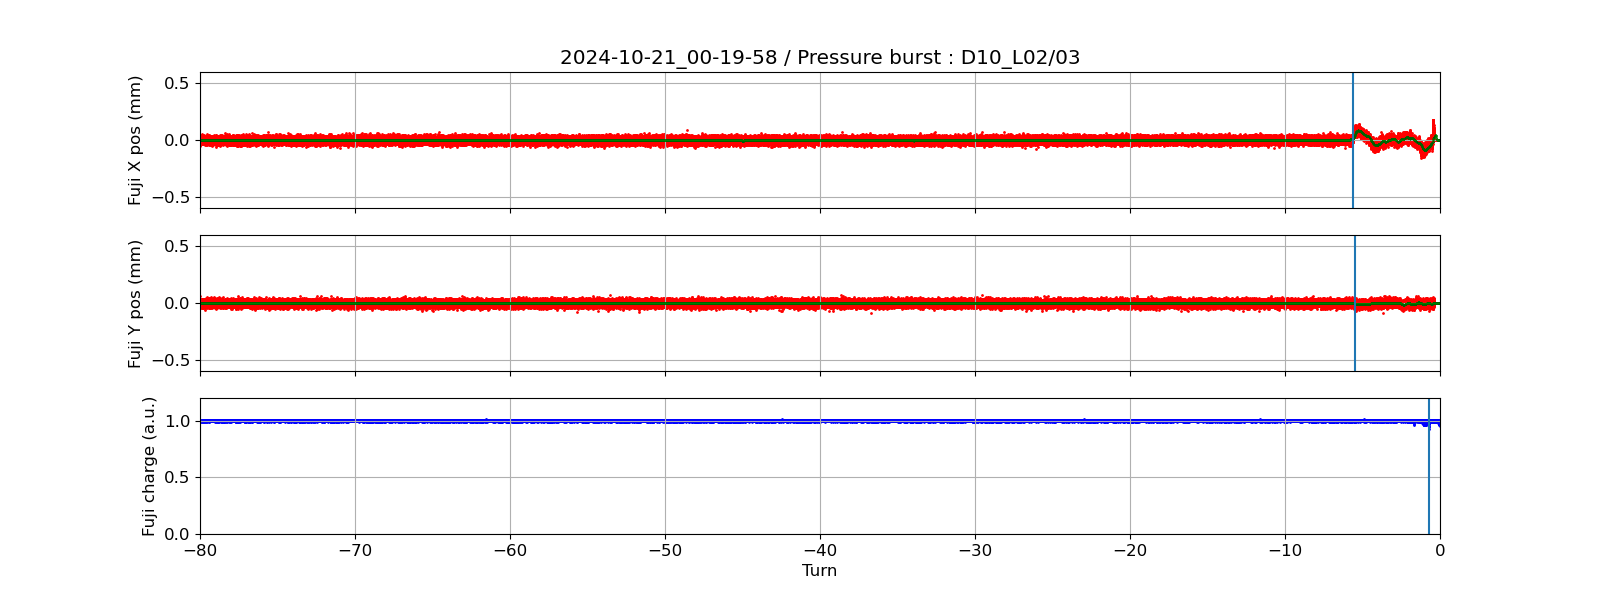 2024-10-21_00-19-58 / Pressure burst : D10_L02/03
Fuji X pos (mm)
0.5
0.0
−0.5
Fuji Y pos (mm)
0.5
0.0
−0.5
Fuji charge (a.u.)
1.0
0.5
0.0
−80 −70 −60 −50 −40 −30 −20 −10 0
Turn